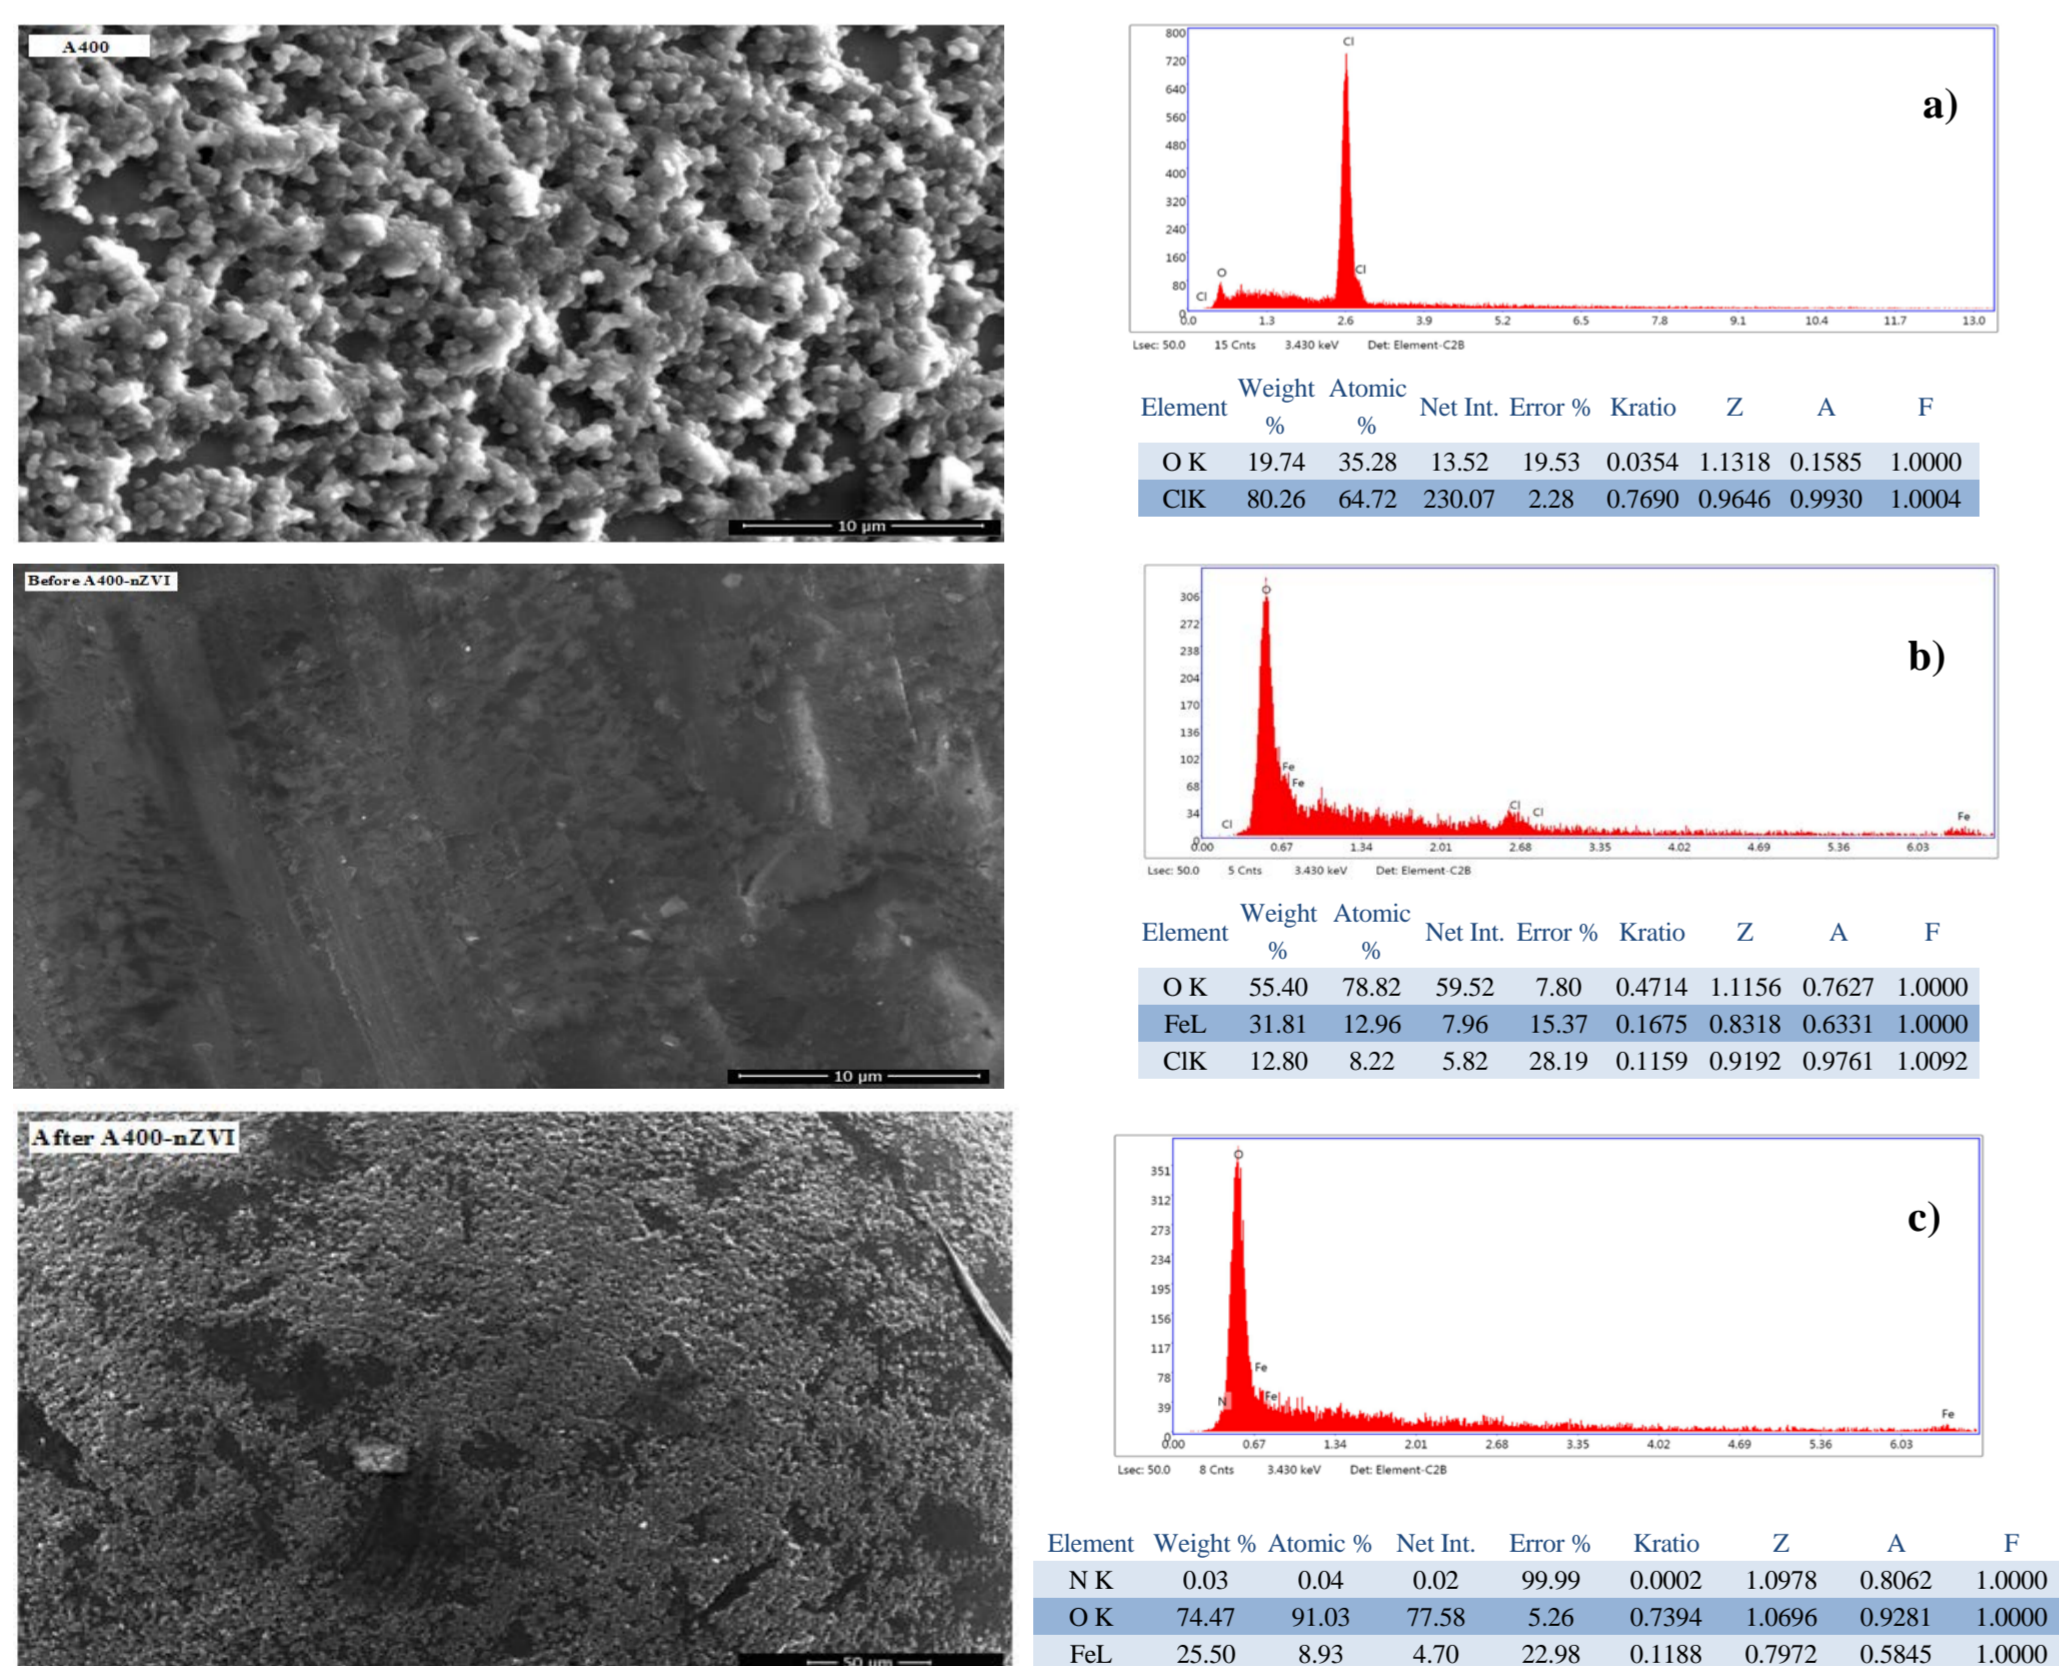 A400
10 µm
a)
800
720
640
560
480
400
320
240
160
80
0
Cl
Cl
O
Cl
0.0 1.3 2.6 3.9 5.2 6.5 7.8 9.1 10.4 11.7 13.0
Lsec: 50.0 15 Cnts 3.430 keV Det: Element-C2B
Element Weight % Atomic % Net Int. Error % Kratio Z A F
O K 19.74 35.28 13.52 19.53 0.0354 1.1318 0.1585 1.0000
ClK 80.26 64.72 230.07 2.28 0.7690 0.9646 0.9930 1.0004
Before A400-nZVI
10 µm
b)
306
272
238
204
170
136
102
68
34
0
O
Fe
Fe
Cl
Cl
Cl
Fe
0.00 0.67 1.34 2.01 2.68 3.35 4.02 4.69 5.36 6.03
Lsec: 50.0 5 Cnts 3.430 keV Det: Element-C2B
Element Weight % Atomic % Net Int. Error % Kratio Z A F
O K 55.40 78.82 59.52 7.80 0.4714 1.1156 0.7627 1.0000
FeL 31.81 12.96 7.96 15.37 0.1675 0.8318 0.6331 1.0000
ClK 12.80 8.22 5.82 28.19 0.1159 0.9192 0.9761 1.0092
After A400-nZVI
50 µm
c)
351
312
273
234
195
156
117
78
39
0
O
Fe
Fe
N
Fe
0.00 0.67 1.34 2.01 2.68 3.35 4.02 4.69 5.36 6.03
Lsec: 50.0 8 Cnts 3.430 keV Det: Element-C2B
Element Weight % Atomic % Net Int. Error % Kratio Z A F
N K 0.03 0.04 0.02 99.99 0.0002 1.0978 0.8062 1.0000
O K 74.47 91.03 77.58 5.26 0.7394 1.0696 0.9281 1.0000
FeL 25.50 8.93 4.70 22.98 0.1188 0.7972 0.5845 1.0000